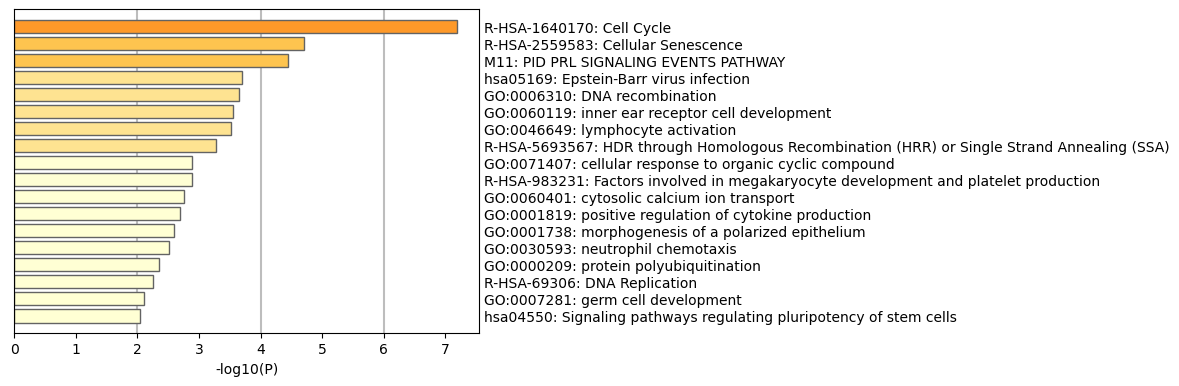 R-HSA-1640170: Cell Cycle
R-HSA-2559583: Cellular Senescence
M11: PID PRL SIGNALING EVENTS PATHWAY
hsa05169: Epstein-Barr virus infection
GO:0006310: DNA recombination
GO:0060119: inner ear receptor cell development
GO:0046649: lymphocyte activation
R-HSA-5693567: HDR through Homologous Recombination (HRR) or Single Strand Annealing (SSA)
GO:0071407: cellular response to organic cyclic compound
R-HSA-983231: Factors involved in megakaryocyte development and platelet production
GO:0060401: cytosolic calcium ion transport
GO:0001819: positive regulation of cytokine production
GO:0001738: morphogenesis of a polarized epithelium
GO:0030593: neutrophil chemotaxis
GO:0000209: protein polyubiquitination
R-HSA-69306: DNA Replication
GO:0007281: germ cell development
hsa04550: Signaling pathways regulating pluripotency of stem cells
0 1 2 3 4 5 6 7
-log10(P)